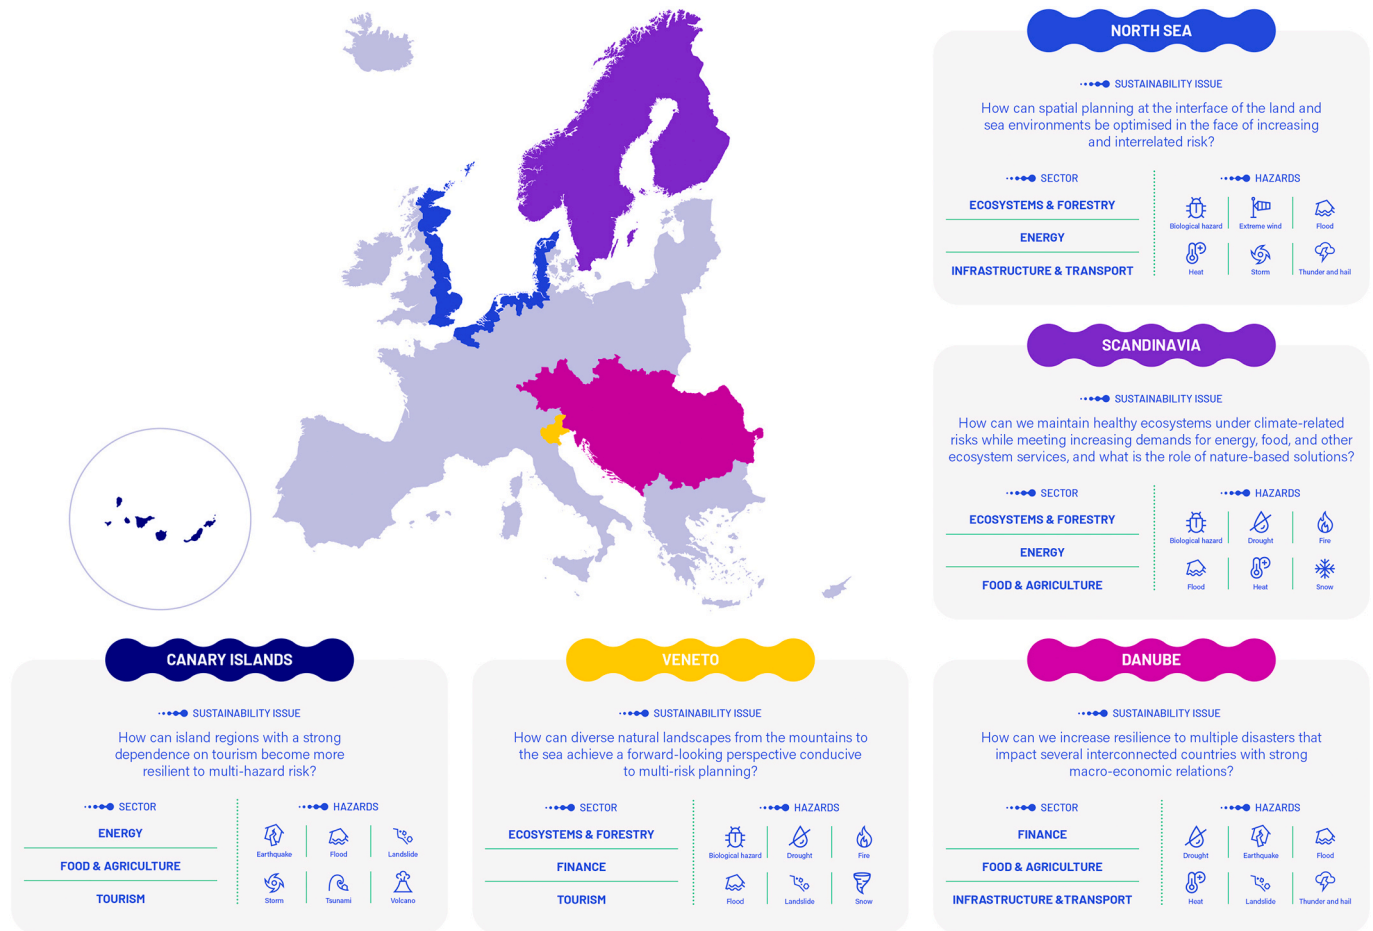 NORTH SEA
SUSTAINABILITY ISSUE
How can spatial planning at the interface of the land and
sea environments be optimised in the face of increasing
and interrelated risk?
SECTOR
ECOSYSTEMS & FORESTRY
ENERGY
INFRASTRUCTURE & TRANSPORT
HAZARDS
Biological hazard
Extreme wind
Flood
Heat
Storm
Thunder and hail
SCANDINAVIA
SUSTAINABILITY ISSUE
How can we maintain healthy ecosystems under climate-related
risks while meeting increasing demands for energy, food, and other
ecosystem services, and what is the role of nature-based solutions?
SECTOR
ECOSYSTEMS & FORESTRY
ENERGY
FOOD & AGRICULTURE
HAZARDS
Biological hazard
Drought
Fire
Flood
Heat
Snow
CANARY ISLANDS
SUSTAINABILITY ISSUE
How can island regions with a strong
dependence on tourism become more
resilient to multi-hazard risk?
SECTOR
ENERGY
FOOD & AGRICULTURE
TOURISM
HAZARDS
Earthquake
Flood
Landslide
Storm
Tsunami
Volcano
VENETO
SUSTAINABILITY ISSUE
How can diverse natural landscapes from the mountains to
the sea achieve a forward-looking perspective conducive
to multi-risk planning?
SECTOR
ECOSYSTEMS & FORESTRY
FINANCE
TOURISM
HAZARDS
Biological hazard
Drought
Fire
Flood
Landslide
Snow
DANUBE
SUSTAINABILITY ISSUE
How can we increase resilience to multiple disasters that
impact several interconnected countries with strong
macro-economic relations?
SECTOR
FINANCE
FOOD & AGRICULTURE
INFRASTRUCTURE &TRANSPORT
HAZARDS
Drought
Earthquake
Flood
Heat
Landslide
Thunder and hail